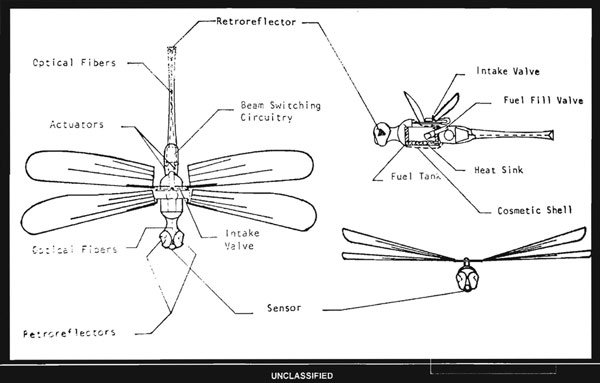 Retroreflector
Optical Fibers
Beam Switching
Circuitry
Actuators
Intake Valve
Fuel Fill Valve
Fuel Tank
Heat Sink
Cosmetic Shell
Optical Fibers
Intake
Valve
Sensor
Retroreflectors
UNCLASSIFIED